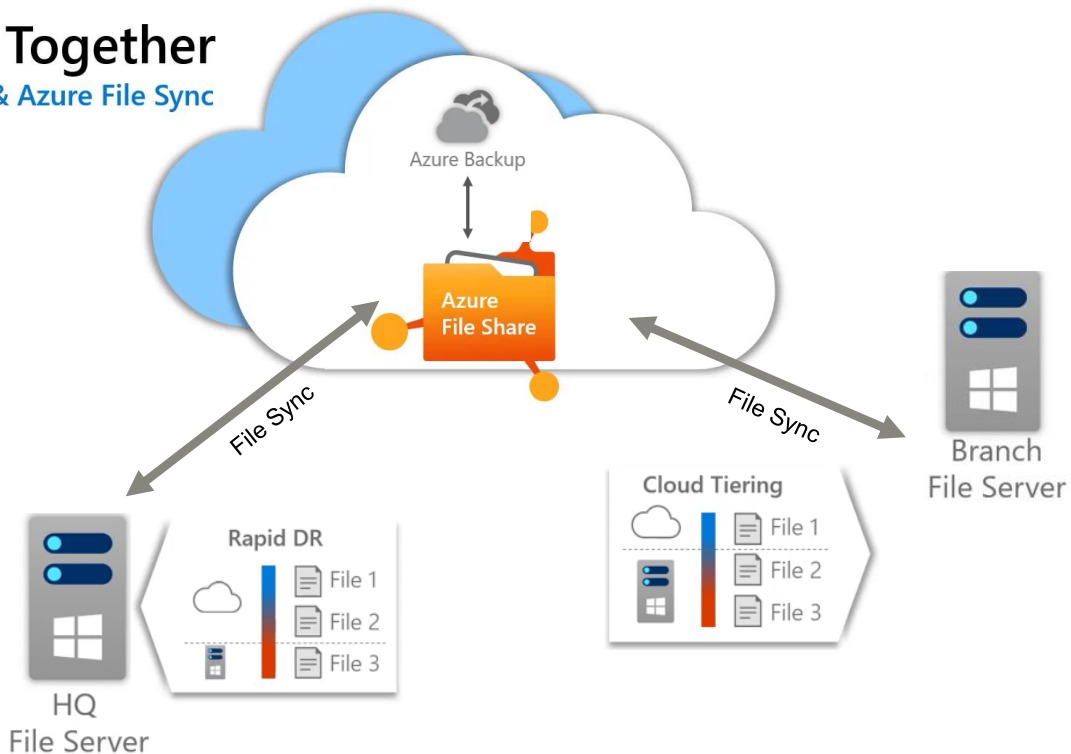 Together
& Azure File Sync
Azure Backup
Azure
File Share
File Sync
File Sync
Branch
File Server
Cloud Tiering
File 1
File 2
File 3
Rapid DR
File 1
File 2
File 3
HQ
File Server